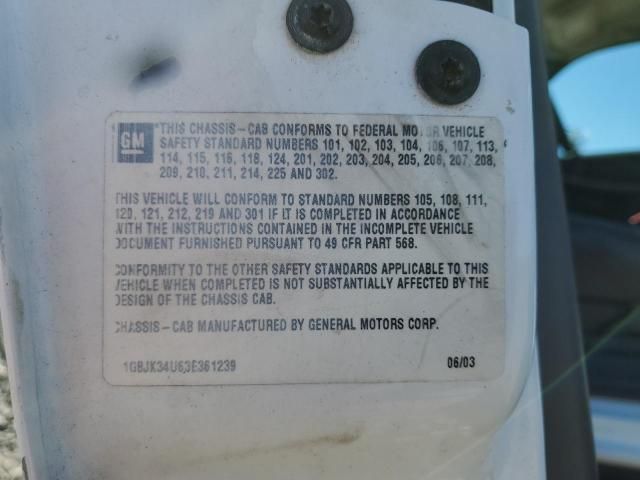 GM
THIS CHASSIS-CAB CONFORMS TO FEDERAL MOTOR VEHICLE
SAFETY STANDARD NUMBERS 101, 102, 103, 104, 106, 107, 113,
114, 115, 116, 118, 124, 201, 202, 203, 204, 205, 206, 207, 208,
209, 210, 211, 214, 225 AND 302.
THIS VEHICLE WILL CONFORM TO STANDARD NUMBERS 105, 108, 111,
120, 121, 212, 219 AND 301 IF IT IS COMPLETED IN ACCORDANCE
WITH THE INSTRUCTIONS CONTAINED IN THE INCOMPLETE VEHICLE
DOCUMENT FURNISHED PURSUANT TO 49 CFR PART 568.
CONFORMITY TO THE OTHER SAFETY STANDARDS APPLICABLE TO THIS
VEHICLE WHEN COMPLETED IS NOT SUBSTANTIALLY AFFECTED BY THE
DESIGN OF THE CHASSIS CAB.
CHASSIS-CAB MANUFACTURED BY GENERAL MOTORS CORP.
1GBJK34U63E361239
06/03